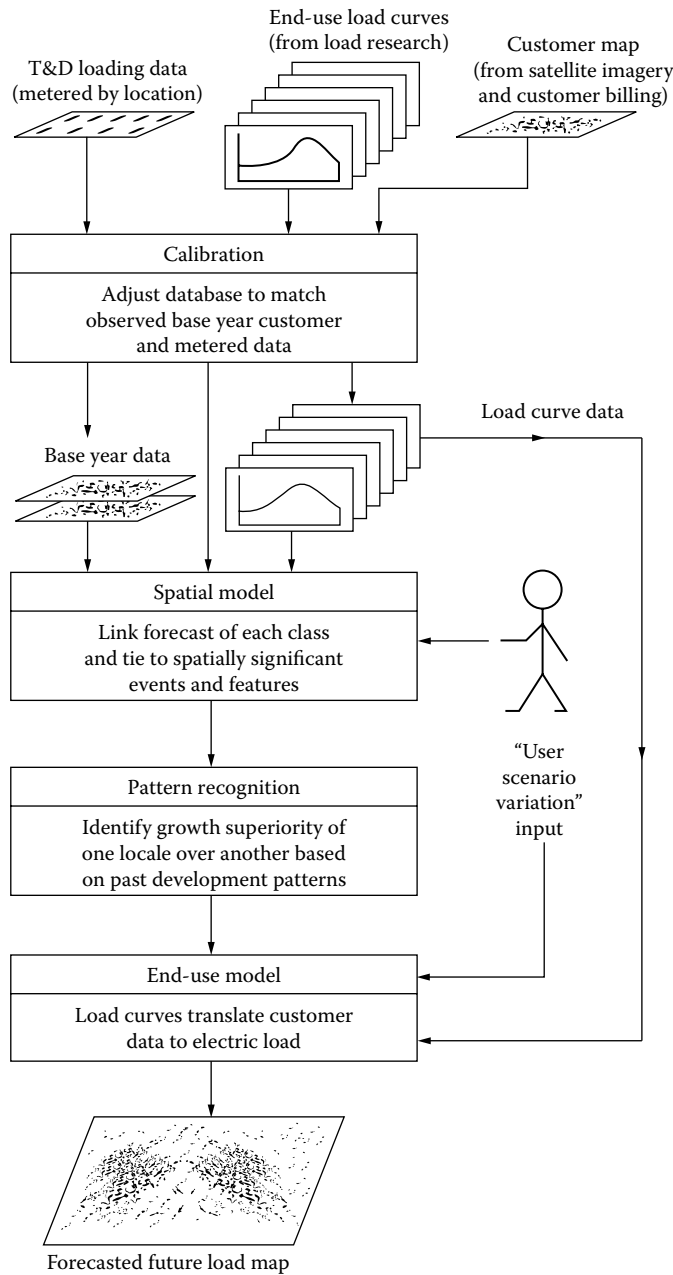 End-use load curves
(from load research)
Customer map
(from satellite imagery
and customer billing)
T&D loading data
(metered by location)
Calibration
Adjust database to match
observed base year customer
and metered data
Load curve data
Base year data
Spatial model
Link forecast of each class
and tie to spatially significant
events and features
“User
scenario
variation”
input
Pattern recognition
Identify growth superiority of
one locale over another based
on past development patterns
End-use model
Load curves translate customer
data to electric load
Forecasted future load map